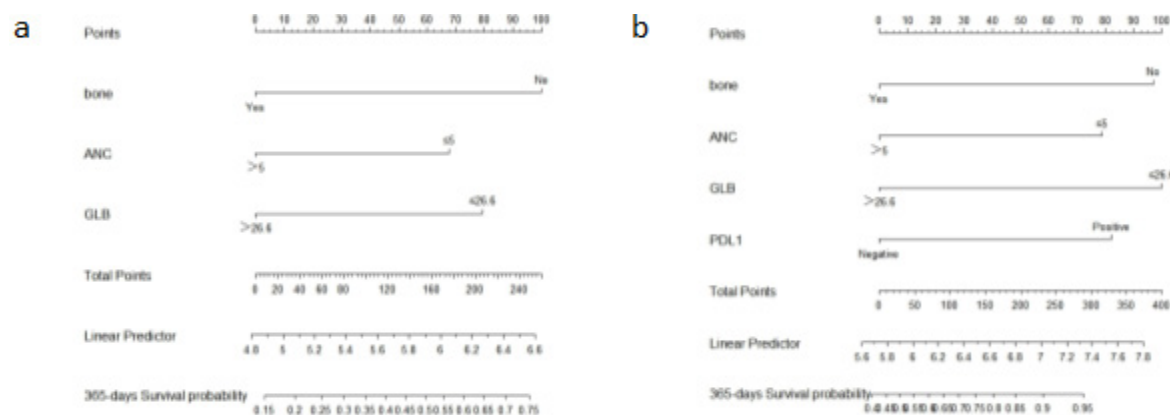 a
Points
0 10 20 30 40 50 60 70 80 90 100
bone
No
Yes
ANC
≤5
>5
GLB
≤26.6
>26.6
Total Points
0 20 40 60 80 120 160 200 240
Linear Predictor
4.8 5 5.2 5.4 5.6 5.8 6 6.2 6.4 6.6
365-days Survival probability
0.15 0.2 0.25 0.3 0.35 0.4 0.45 0.5 0.55 0.6 0.65 0.7 0.75
b
Points
0 10 20 30 40 50 60 70 80 90 100
bone
No
Yes
ANC
≤5
>5
GLB
>26.6
PDL1
Positive
Negative
Total Points
0 50 100 150 200 250 300 350 400
Linear Predictor
5.6 5.8 6 6.2 6.4 6.6 6.8 7 7.2 7.4 7.6 7.8
365-days Survival probability
0.8 0.85 0.9 0.95